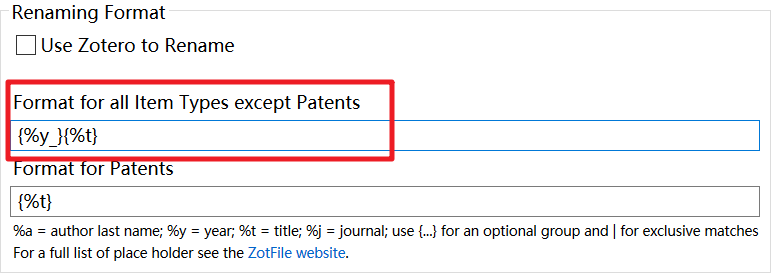 Renaming Format
Use Zotero to Rename
Format for all Item Types except Patents
{%y_}{%t}
Format for Patents
{%t}
%a = author last name; %y = year; %t = title; %j = journal; use {...} for an optional group and | for exclusive matches
For a full list of place holder see the ZotFile website.